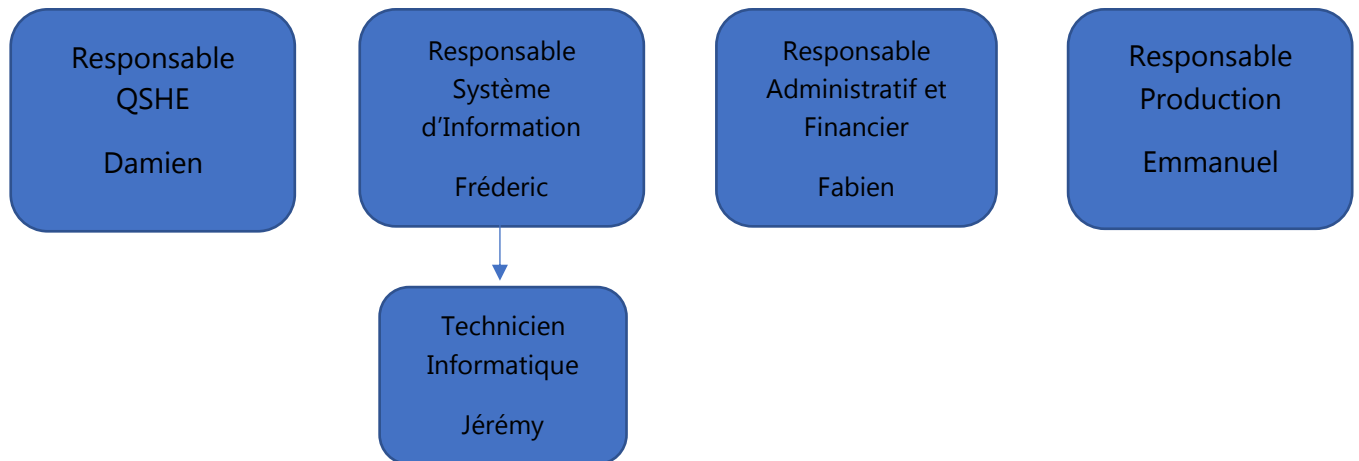 Responsable
QSHE
Damien
Responsable
Système
d’Information
Fréderic
Responsable
Administratif et
Financier
Fabien
Responsable
Production
Emmanuel
Technicien
Informatique
Jérémy